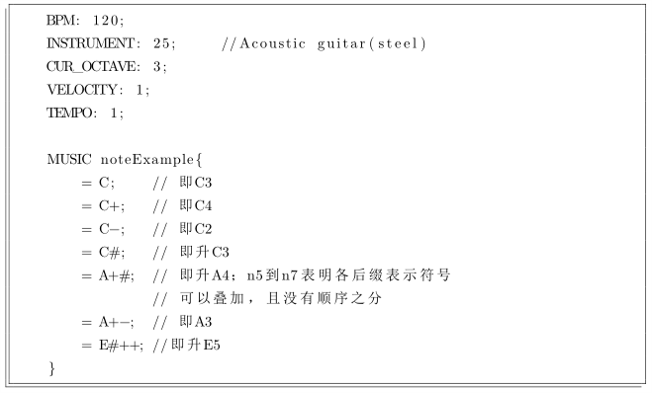 BPM: 120;
INSTRUMENT: 25; //Acoustic guitar(steel)
CUR_OCTAVE: 3;
VELOCITY: 1;
TEMPO: 1;
MUSIC noteExample{
= C; // 即C3
= C+; // 即C4
= C−; // 即C2
= C#; // 即升C3
= A+#; // 即升A4；n5到n7表明各后缀表示符号
// 可以叠加，且没有顺序之分
= A+−; // 即A3
= E#++; //即升E5
}